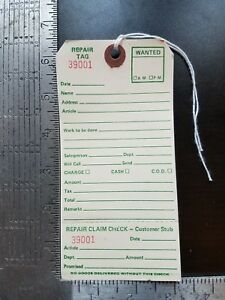 REPAIR TAG
39001
WANTED
☐ A.M. ☐ P.M.
Date
Name
Address
Article
Work to be done
Salesperson Dept.
Will Call Send
CHARGE ☐ CASH ☐ C.O.D. ☐
Amount
Tax
Total
Remarks
REPAIR CLAIM CHECK – Customer Stub
39001 Date
Article
Dept. Amount
Promised
NO GOODS DELIVERED WITHOUT THIS CHECK